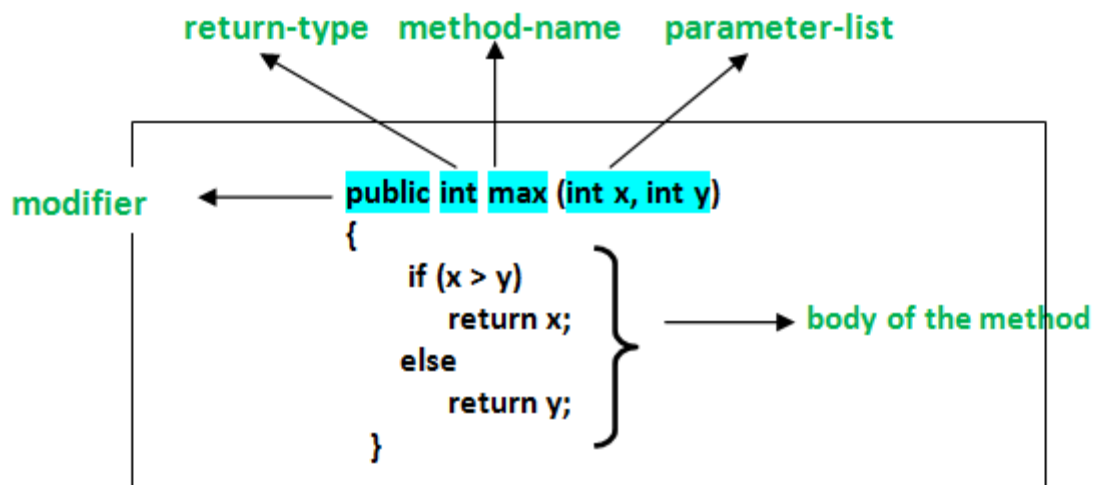 return-type method-name parameter-list
modifier
public int max (int x, int y)
{
if (x > y)
return x;
body of the method
else
return y;
}